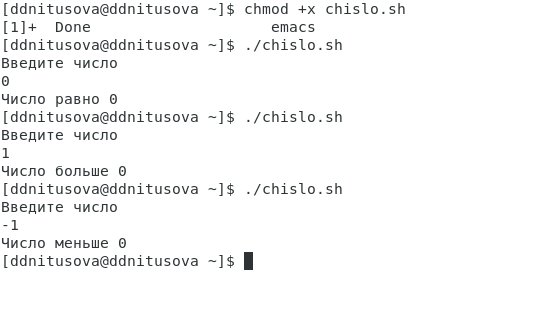 [ddnitusova@ddnitusova ~]$ chmod +x chislo.sh
[1]+  Done                    emacs
[ddnitusova@ddnitusova ~]$ ./chislo.sh
Введите число
0
Число равно 0
[ddnitusova@ddnitusova ~]$ ./chislo.sh
Введите число
1
Число больше 0
[ddnitusova@ddnitusova ~]$ ./chislo.sh
Введите число
-1
Число меньше 0
[ddnitusova@ddnitusova ~]$